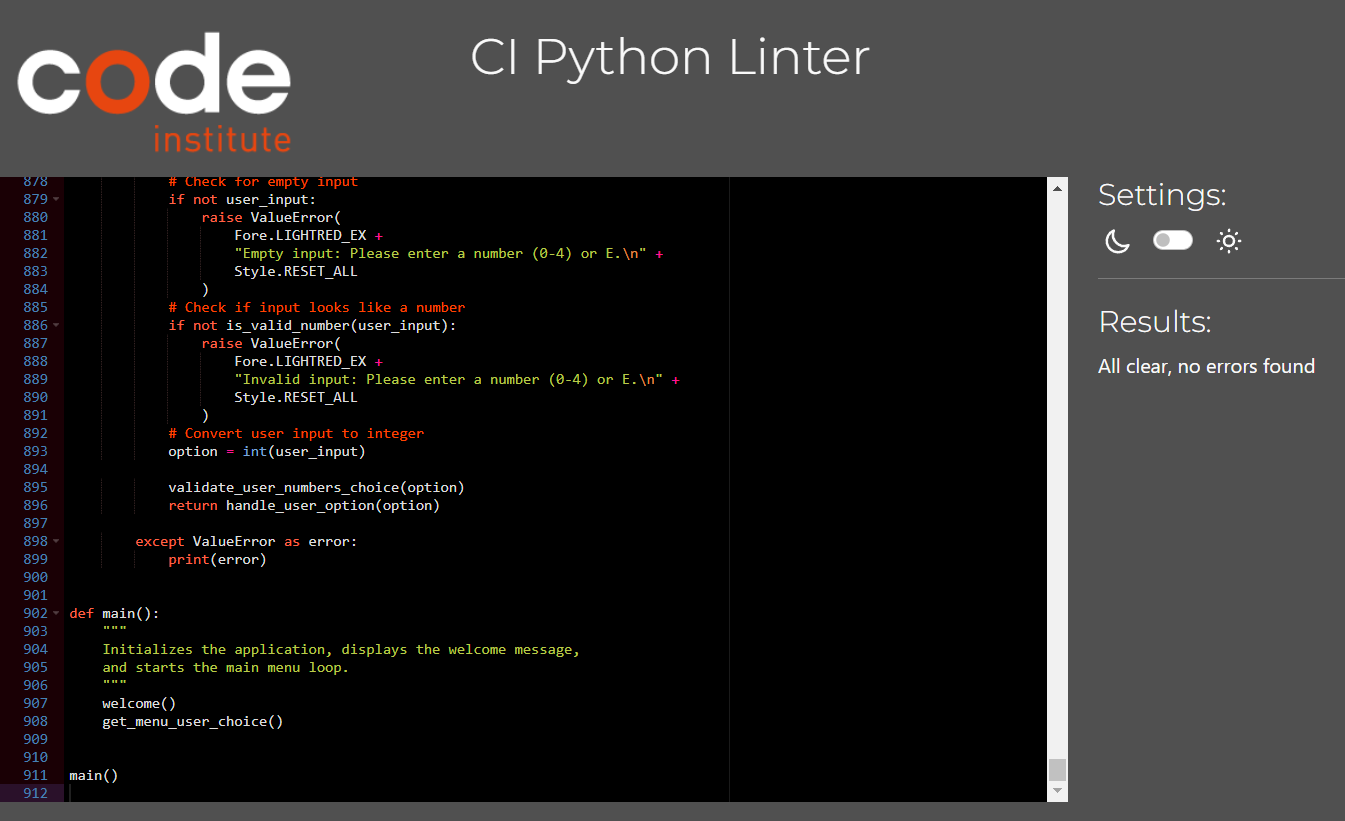 code
institute
CI Python Linter
878 # Check for empty input
879 if not user_input:
880 raise ValueError(
881 Fore.LIGHTRED_EX +
882 "Empty input: Please enter a number (0-4) or E.\n" +
883 Style.RESET_ALL
884 )
885 # Check if input looks like a number
886 if not is_valid_number(user_input):
887 raise ValueError(
888 Fore.LIGHTRED_EX +
889 "Invalid input: Please enter a number (0-4) or E.\n" +
890 Style.RESET_ALL
891 )
892 # Convert user input to integer
893 option = int(user_input)
894
895 validate_user_numbers_choice(option)
896 return handle_user_option(option)
897
898 except ValueError as error:
899 print(error)
900
901
902 def main():
903 """
904 Initializes the application, displays the welcome message,
905 and starts the main menu loop.
906 """
907 welcome()
908 get_menu_user_choice()
909
910
911 main()
912
Settings:
Results:
All clear, no errors found